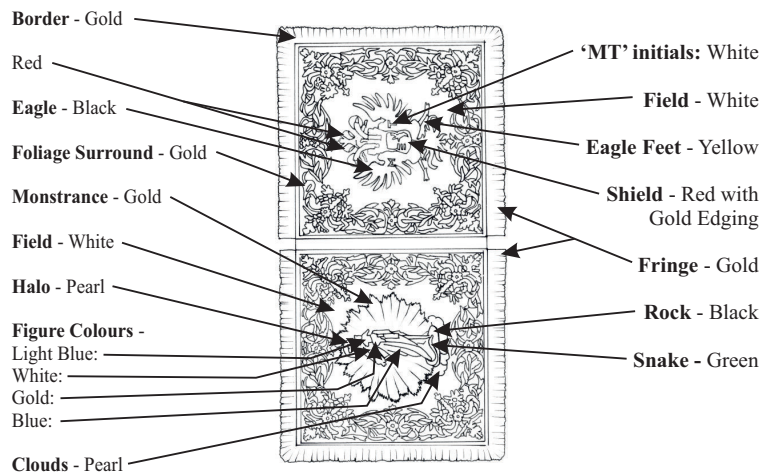 Border - Gold
Red
Eagle - Black
Foliage Surround - Gold
Monstrance - Gold
Field - White
Halo - Pearl
Figure Colours -
Light Blue:
White:
Gold:
Blue:
Clouds - Pearl
‘MT’ initials: White
Field - White
Eagle Feet - Yellow
Shield - Red with
Gold Edging
Fringe - Gold
Rock - Black
Snake - Green